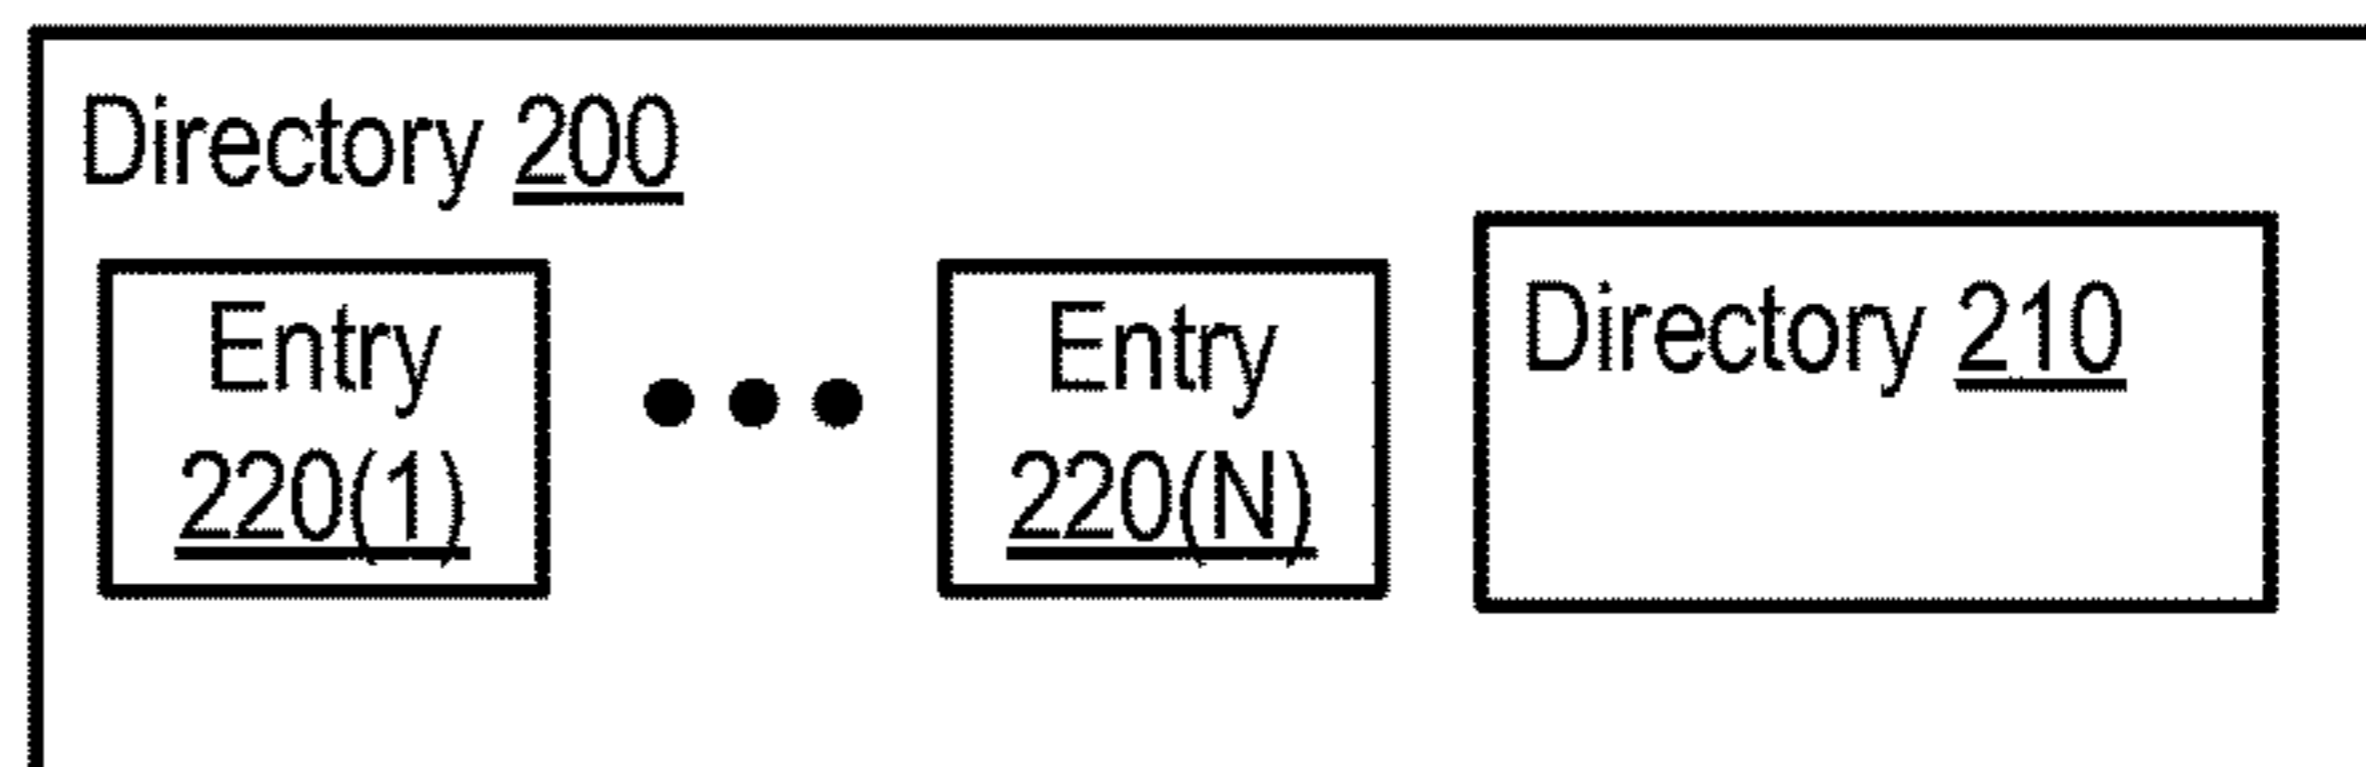 Directory 200
Entry
220(1)
Entry
220(N)
Directory 210